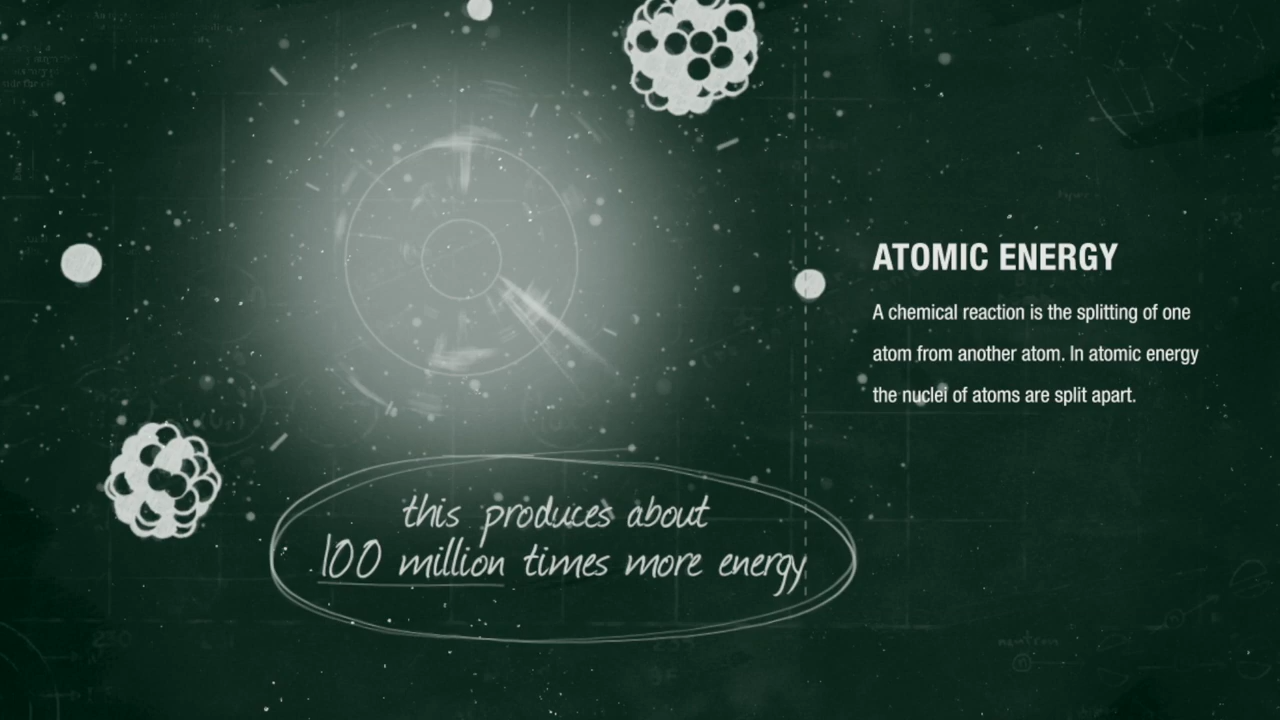 ATOMIC ENERGY
A chemical reaction is the splitting of one
atom from another atom. In atomic energy
the nuclei of atoms are split apart.
this produces about
100 million times more energy
neutron